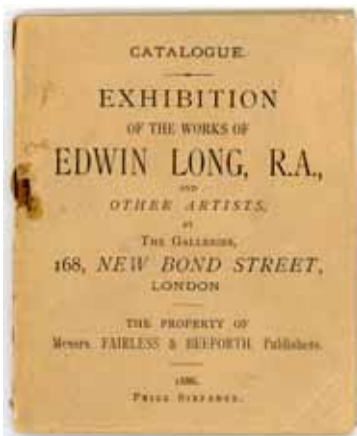 CATALOGUE.
EXHIBITION
OF THE WORKS OF
EDWIN LONG, R.A.,
AND
OTHER ARTISTS,
AT
THE GALLERIES,
168, NEW BOND STREET,
LONDON
THE PROPERTY OF
Messrs. FAIRLESS & BEEFORTH, Publishers.
1886.
PRICE SIXPENCE.